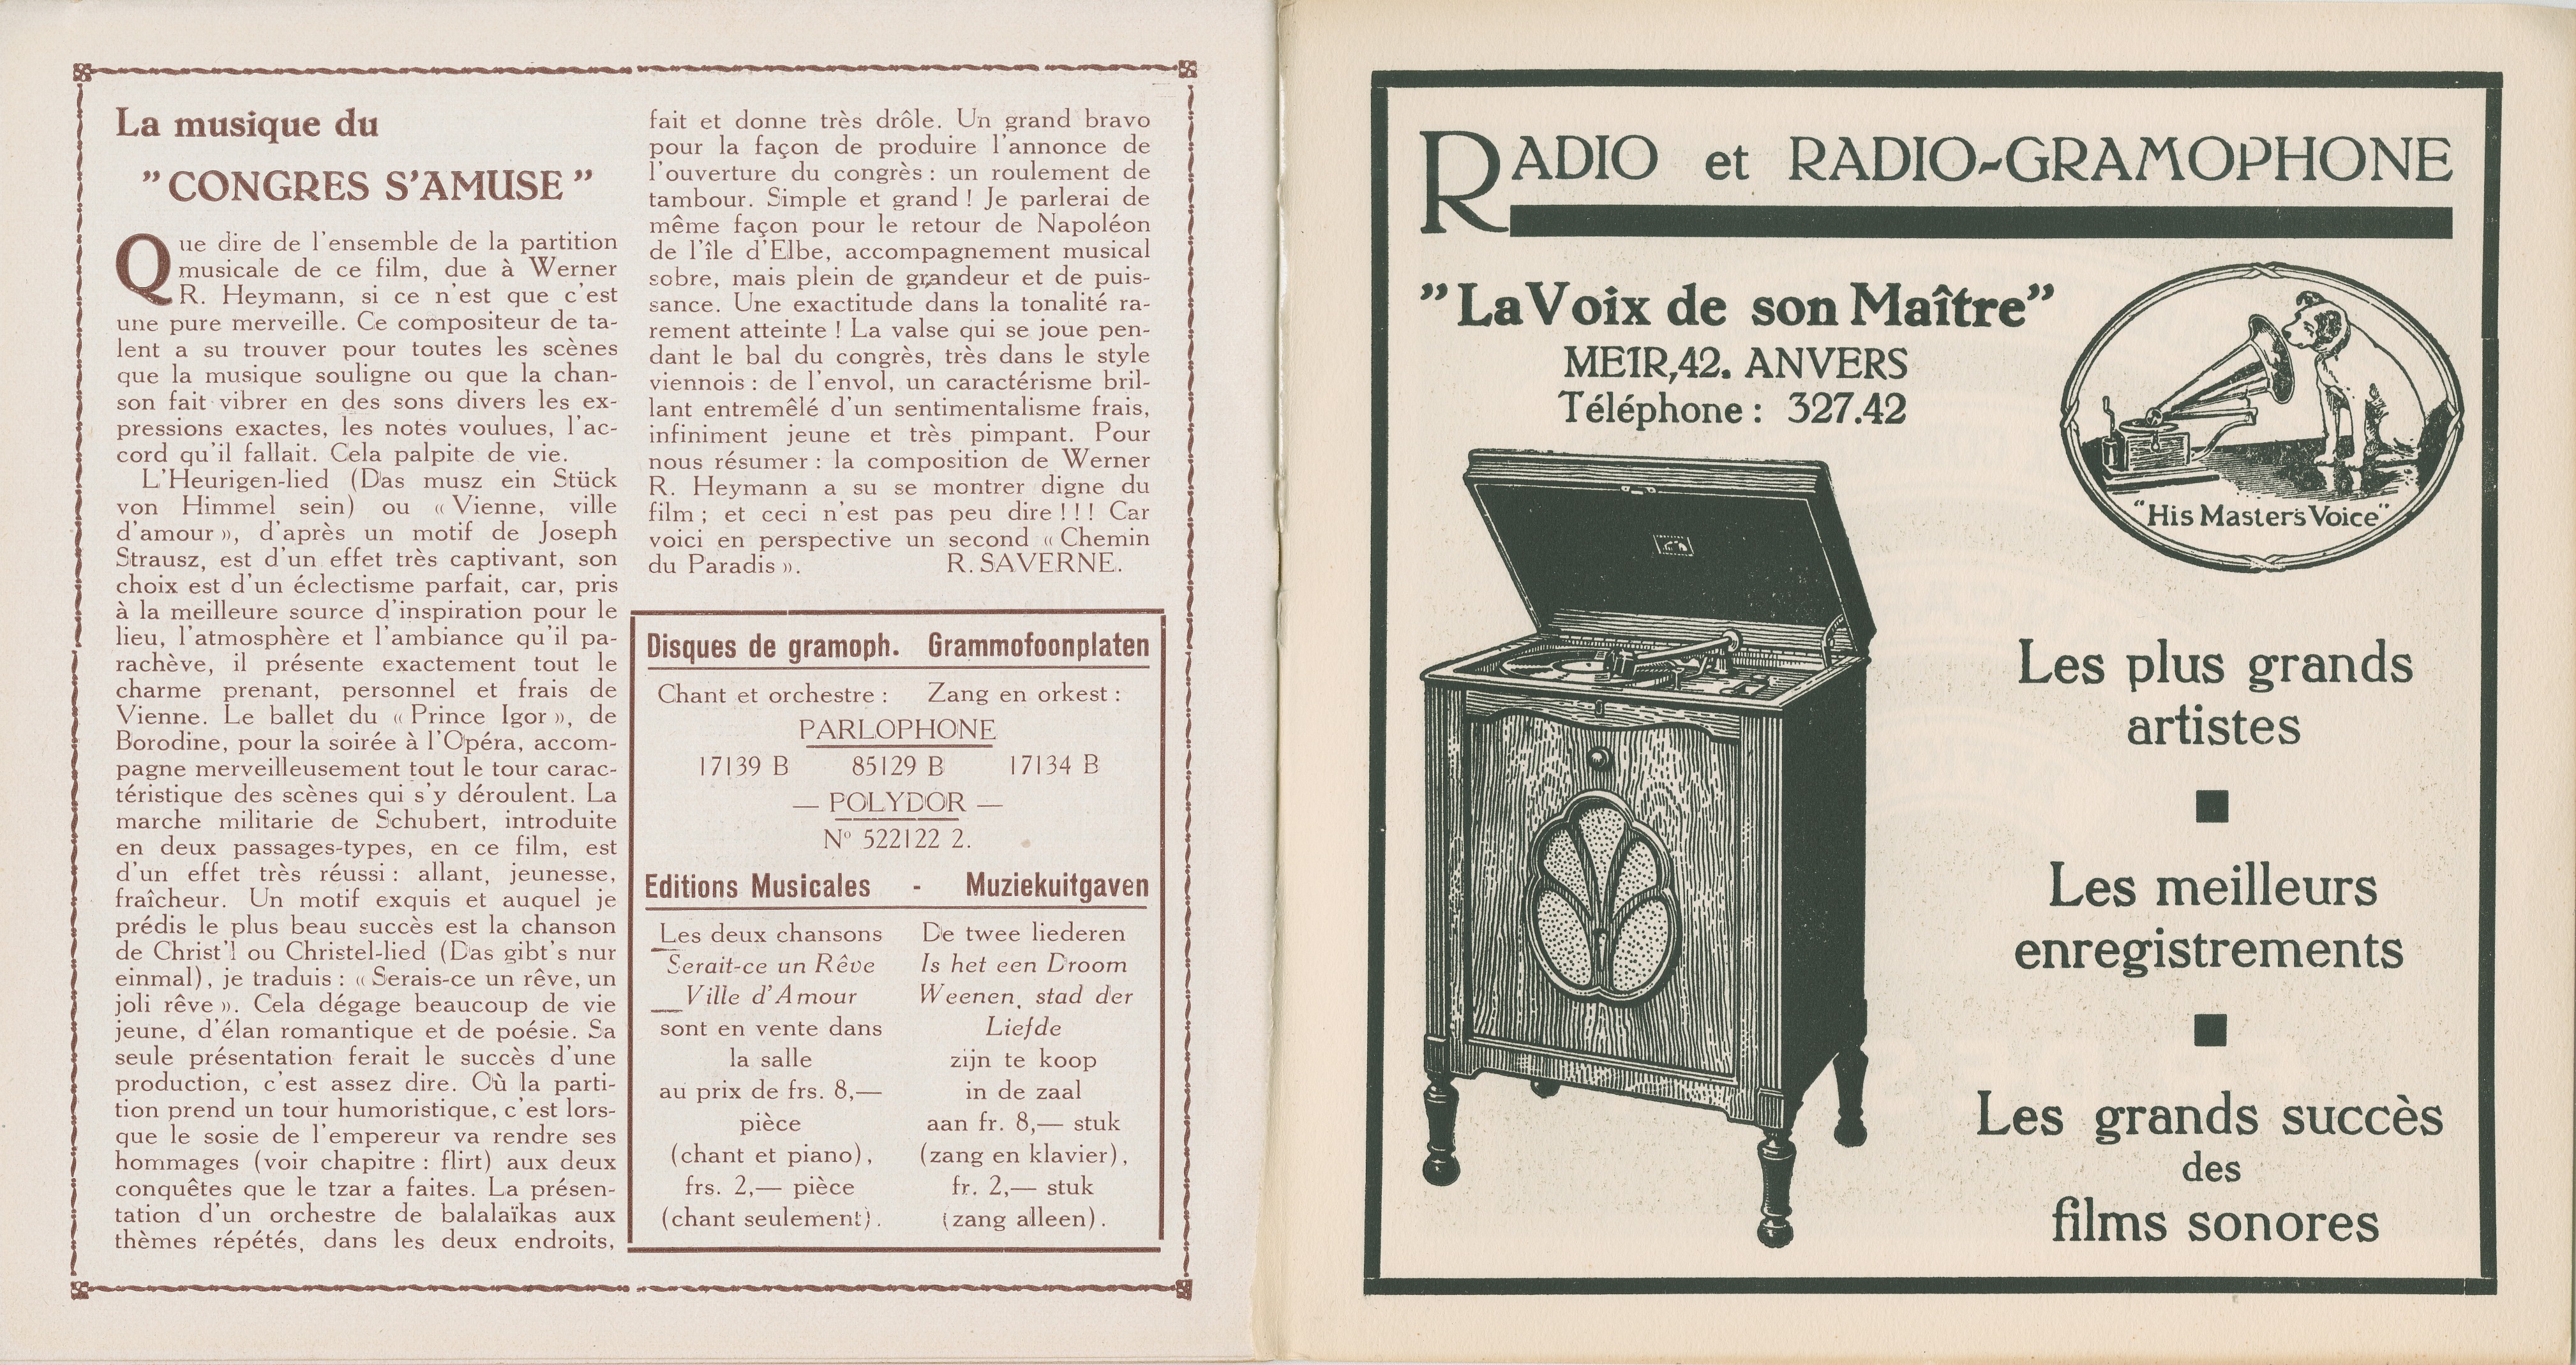 La musique du
”CONGRES S'AMUSE”
Que dire de l'ensemble de la partition
musicale de ce film, due à Werner
R. Heymann, si ce n'est que c'est
une pure merveille. Ce compositeur de ta-
lent a su trouver pour toutes les scènes
que la musique souligne ou que la chan-
son fait vibrer en des sons divers les ex-
pressions exactes, les notes voulues, l'ac-
cord qu'il fallait. Cela palpite de vie.
L'Heurigen-lied (Das musz ein Stück
von Himmel sein) ou « Vienne, ville
d'amour », d'après un motif de Joseph
Strausz, est d'un effet très captivant, son
choix est d'un éclectisme parfait, car, pris
à la meilleure source d'inspiration pour le
lieu, l'atmosphère et l'ambiance qu'il pa-
rachève, il présente exactement tout le
charme prenant, personnel et frais de
Vienne. Le ballet du « Prince Igor », de
Borodine, pour la soirée à l'Opéra, accom-
pagne merveilleusement tout le tour carac-
téristique des scènes qui s'y déroulent. La
marche militarie de Schubert, introduite
en deux passages-types, en ce film, est
d'un effet très réussi : allant, jeunesse,
fraîcheur. Un motif exquis et auquel je
prédis le plus beau succès est la chanson
de Christ'l ou Christel-lied (Das gibt's nur
einmal), je traduis : « Serais-ce un rêve, un
joli rêve ». Cela dégage beaucoup de vie
jeune, d'élan romantique et de poésie. Sa
seule présentation ferait le succès d'une
production, c'est assez dire. Où la parti-
tion prend un tour humoristique, c'est lors-
que le sosie de l'empereur va rendre ses
hommages (voir chapitre : flirt) aux deux
conquêtes que le tzar a faites. La présen-
tation d'un orchestre de balalaïkas aux
thèmes répétés, dans les deux endroits,
fait et donne très drôle. Un grand bravo
pour la façon de produire l'annonce de
l'ouverture du congrès : un roulement de
tambour. Simple et grand ! Je parlerai de
même façon pour le retour de Napoléon
de l'île d'Elbe, accompagnement musical
sobre, mais plein de grandeur et de puis-
sance. Une exactitude dans la tonalité ra-
rement atteinte ! La valse qui se joue pen-
dant le bal du congrès, très dans le style
viennois : de l'envol, un caractérisme bril-
lant entremêlé d'un sentimentalisme frais,
infiniment jeune et très pimpant. Pour
nous résumer : la composition de Werner
R. Heymann a su se montrer digne du
film ; et ceci n'est pas peu dire ! ! ! Car
voici en perspective un second « Chemin
du Paradis ». R. SAVERNE.
Disques de gramoph. Grammofoonplaten
Chant et orchestre : Zang en orkest :
PARLOPHONE
17139 B 85129 B 17134 B
— POLYDOR —
N° 522122 2.
Editions Musicales - Muziekuitgaven
Les deux chansons
Serait-ce un Rêve
Ville d'Amour
sont en vente dans
la salle
au prix de frs. 8,—
pièce
(chant et piano),
frs. 2,— pièce
(chant seulement).
De twee liederen
Is het een Droom
Weenen, stad der
Liefde
zijn te koop
in de zaal
aan fr. 8,— stuk
(zang en klavier),
fr. 2,— stuk
(zang alleen).
RADIO et RADIO-GRAMOPHONE
”La Voix de son Maître”
MEIR,42. ANVERS
Téléphone : 327.42
“His Master's Voice”
Les plus grands
artistes
Les meilleurs
enregistrements
Les grands succès
des
films sonores